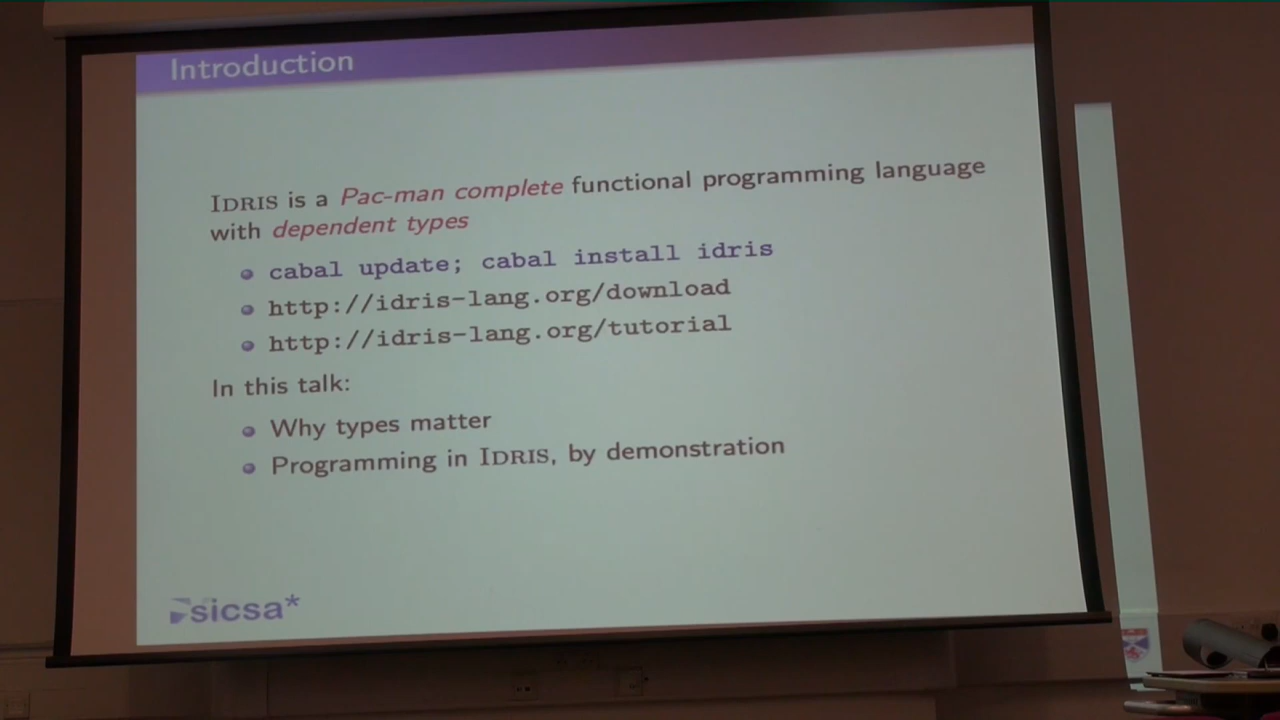 Introduction
IDRIS is a Pac-man complete functional programming language
with dependent types
cabal update; cabal install idris
http://idris-lang.org/download
http://idris-lang.org/tutorial
In this talk:
Why types matter
Programming in IDRIS, by demonstration
sicsa*